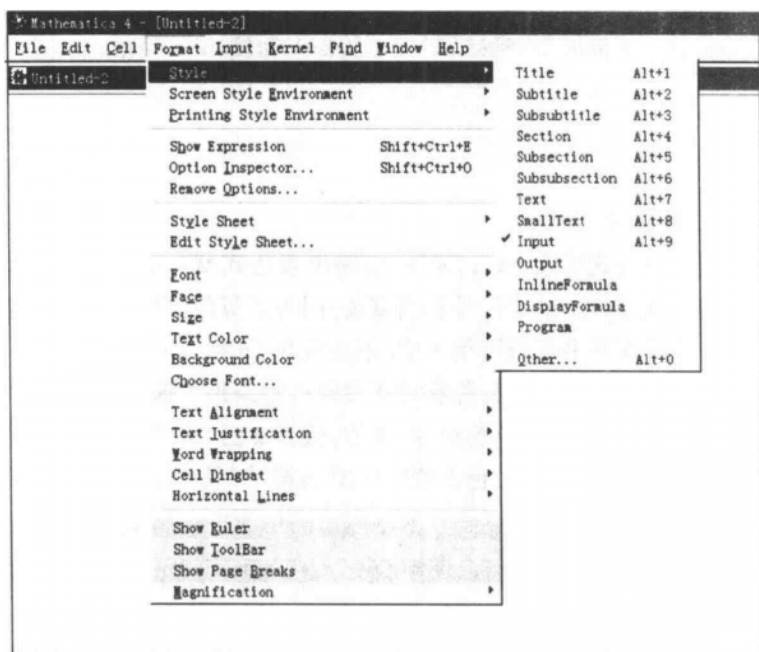 Mathematica 4 - [Untitled-2]
File Edit Cell Format Input Kernel Find Window Help
Untitled-2
Style
Screen Style Environment
Printing Style Environment
Show Expression Shift+Ctrl+E
Option Inspector... Shift+Ctrl+O
Remove Options...
Style Sheet
Edit Style Sheet...
Font
Face
Size
Text Color
Background Color
Choose Font...
Text Alignment
Text Justification
Word Wrapping
Cell Dingbat
Horizontal Lines
Show Ruler
Show ToolBar
Show Page Breaks
Magnification
Title Alt+1
Subtitle Alt+2
Subsubtitle Alt+3
Section Alt+4
Subsection Alt+5
Subsubsection Alt+6
Text Alt+7
SmallText Alt+8
✓ Input Alt+9
Output
InlineFormula
DisplayFormula
Program
Other... Alt+0